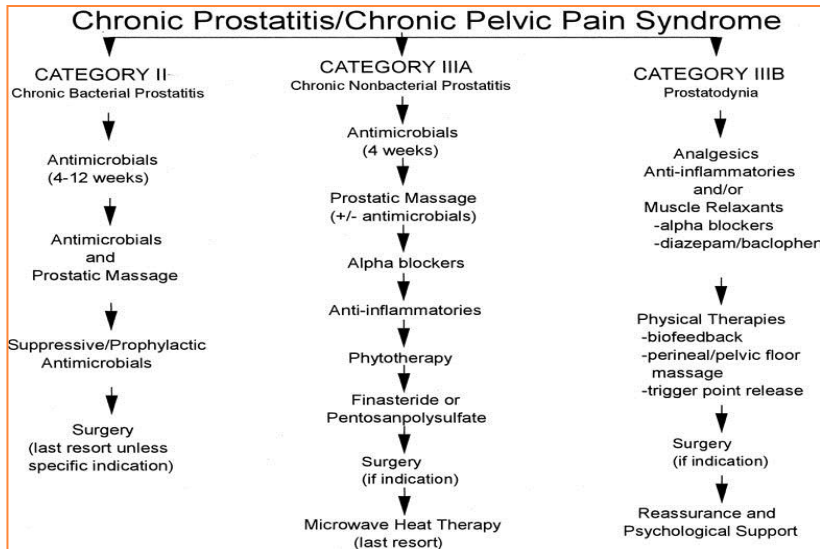 Chronic Prostatitis/Chronic Pelvic Pain Syndrome
CATEGORY II
Chronic Bacterial Prostatitis
Antimicrobials
(4-12 weeks)
Antimicrobials
and
Prostatic Massage
Suppressive/Prophylactic
Antimicrobials
Surgery
(last resort unless
specific indication)
CATEGORY IIIA
Chronic Nonbacterial Prostatitis
Antimicrobials
(4 weeks)
Prostatic Massage
(+/- antimicrobials)
Alpha blockers
Anti-inflammatories
Phytotherapy
Finasteride or
Pentosanpolysulfate
Surgery
(if indication)
Microwave Heat Therapy
(last resort)
CATEGORY IIIB
Prostatodynia
Analgesics
Anti-inflammatories
and/or
Muscle Relaxants
-alpha blockers
-diazepam/baclophen
Physical Therapies
-biofeedback
-perineal/pelvic floor
massage
-trigger point release
Surgery
(if indication)
Reassurance and
Psychological Support